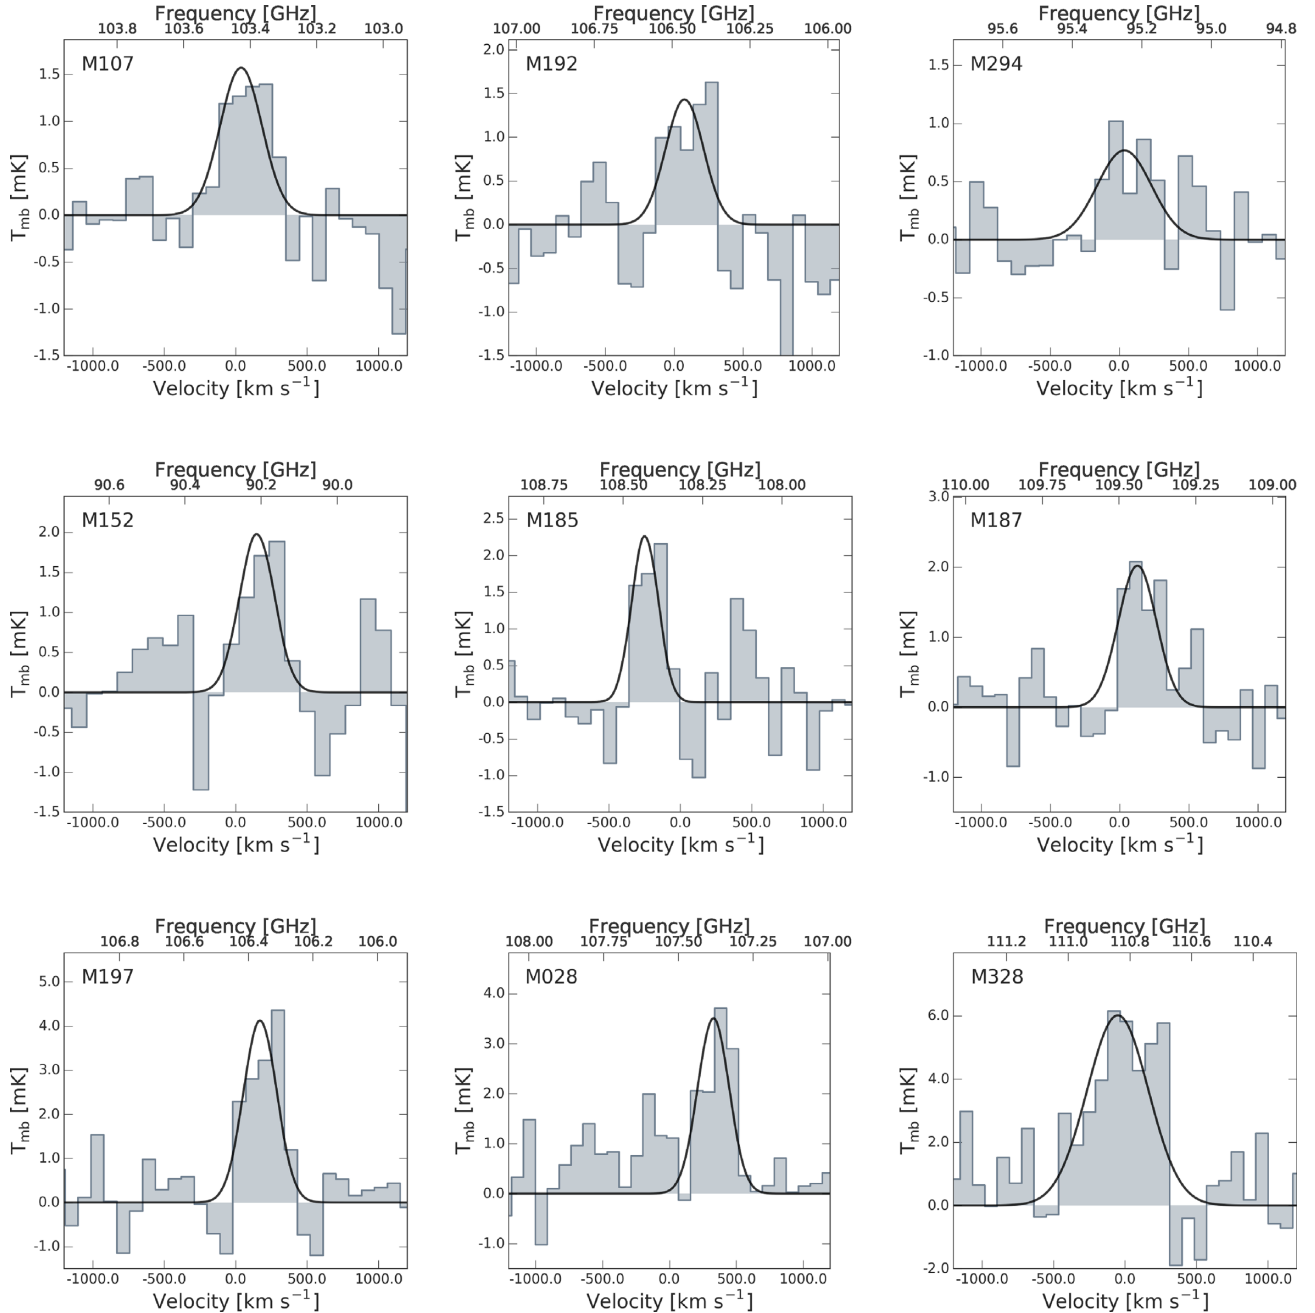 Frequency [GHz]
103.8 103.6 103.4 103.2 103.0
M107
1.5
1.0
0.5
0.0
-0.5
-1.0
-1.5
T_mb [mK]
-1000.0 -500.0 0.0 500.0 1000.0
Velocity [km s⁻¹]
Frequency [GHz]
107.00 106.75 106.50 106.25 106.00
M192
2.0
1.5
1.0
0.5
0.0
-0.5
-1.0
-1.5
T_mb [mK]
-1000.0 -500.0 0.0 500.0 1000.0
Velocity [km s⁻¹]
Frequency [GHz]
95.6 95.4 95.2 95.0 94.8
M294
1.5
1.0
0.5
0.0
-0.5
-1.0
T_mb [mK]
-1000.0 -500.0 0.0 500.0 1000.0
Velocity [km s⁻¹]
Frequency [GHz]
90.6 90.4 90.2 90.0
M152
2.0
1.5
1.0
0.5
0.0
-0.5
-1.0
-1.5
T_mb [mK]
-1000.0 -500.0 0.0 500.0 1000.0
Velocity [km s⁻¹]
Frequency [GHz]
108.75 108.50 108.25 108.00
M185
2.5
2.0
1.5
1.0
0.5
0.0
-0.5
-1.0
-1.5
T_mb [mK]
-1000.0 -500.0 0.0 500.0 1000.0
Velocity [km s⁻¹]
Frequency [GHz]
110.00 109.75 109.50 109.25 109.00
M187
3.0
2.0
1.0
0.0
-1.0
T_mb [mK]
-1000.0 -500.0 0.0 500.0 1000.0
Velocity [km s⁻¹]
Frequency [GHz]
106.8 106.6 106.4 106.2 106.0
M197
5.0
4.0
3.0
2.0
1.0
0.0
-1.0
T_mb [mK]
-1000.0 -500.0 0.0 500.0 1000.0
Velocity [km s⁻¹]
Frequency [GHz]
108.00 107.75 107.50 107.25 107.00
M028
4.0
3.0
2.0
1.0
0.0
-1.0
T_mb [mK]
-1000.0 -500.0 0.0 500.0 1000.0
Velocity [km s⁻¹]
Frequency [GHz]
111.2 111.0 110.8 110.6 110.4
M328
6.0
4.0
2.0
0.0
-2.0
T_mb [mK]
-1000.0 -500.0 0.0 500.0 1000.0
Velocity [km s⁻¹]